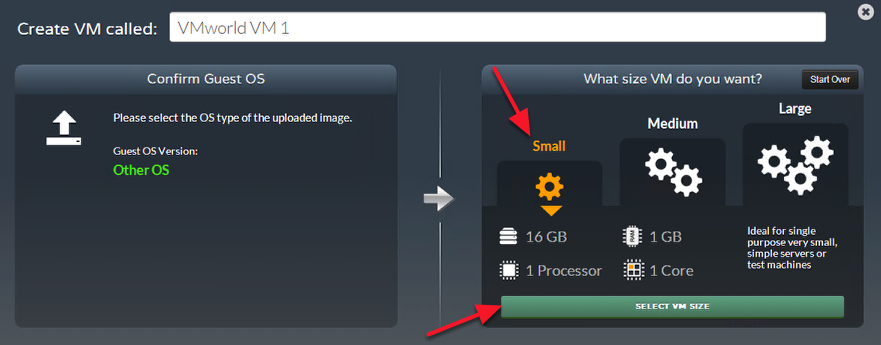 Create VM called: VMworld VM 1
Confirm Guest OS
Please select the OS type of the uploaded image.
Guest OS Version:
Other OS
What size VM do you want?
Start Over
Small
Medium
Large
16 GB
1 GB
1 Processor
1 Core
Ideal for single
purpose very small,
simple servers or
test machines
SELECT VM SIZE